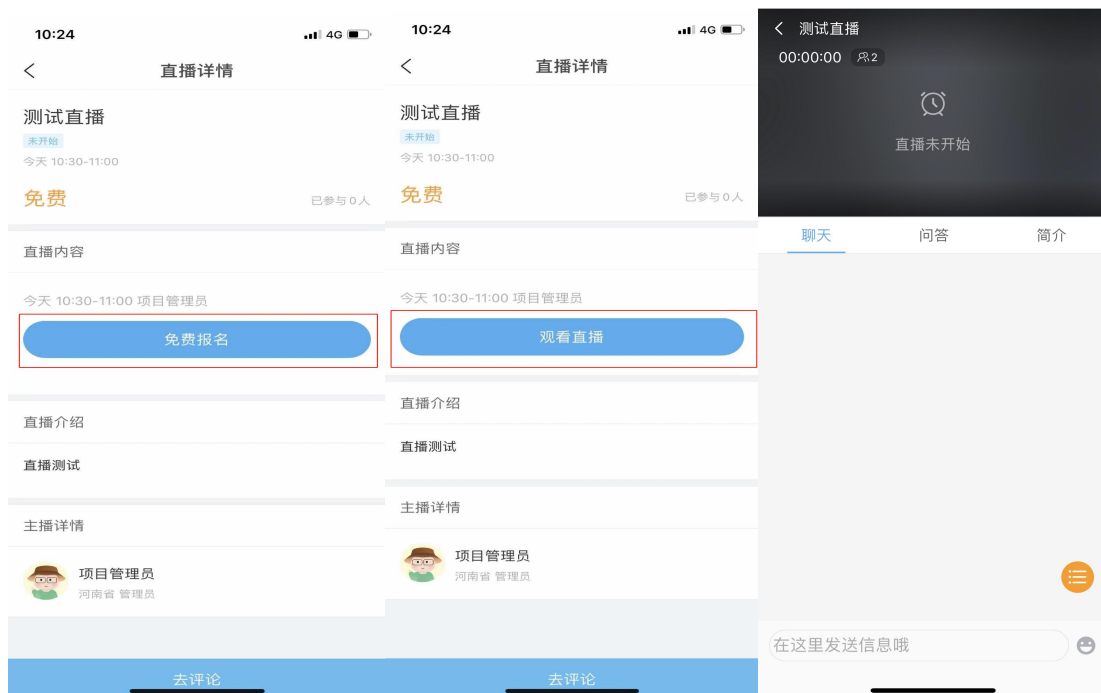 10:24
4G
直播详情
测试直播
未开始
今天 10:30-11:00
免费
已参与0人
直播内容
今天 10:30-11:00 项目管理员
免费报名
直播介绍
直播测试
主播详情
项目管理员
河南省 管理员
去评论
10:24
4G
直播详情
测试直播
未开始
今天 10:30-11:00
免费
已参与0人
直播内容
今天 10:30-11:00 项目管理员
观看直播
直播介绍
直播测试
主播详情
项目管理员
河南省 管理员
去评论
测试直播
00:00:00 2
直播未开始
聊天 问答 简介
在这里发送信息哦